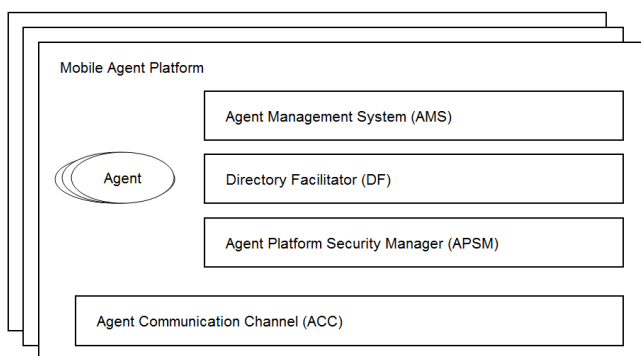 Mobile Agent Platform
Agent Management System (AMS)
Agent
Directory Facilitator (DF)
Agent Platform Security Manager (APSM)
Agent Communication Channel (ACC)